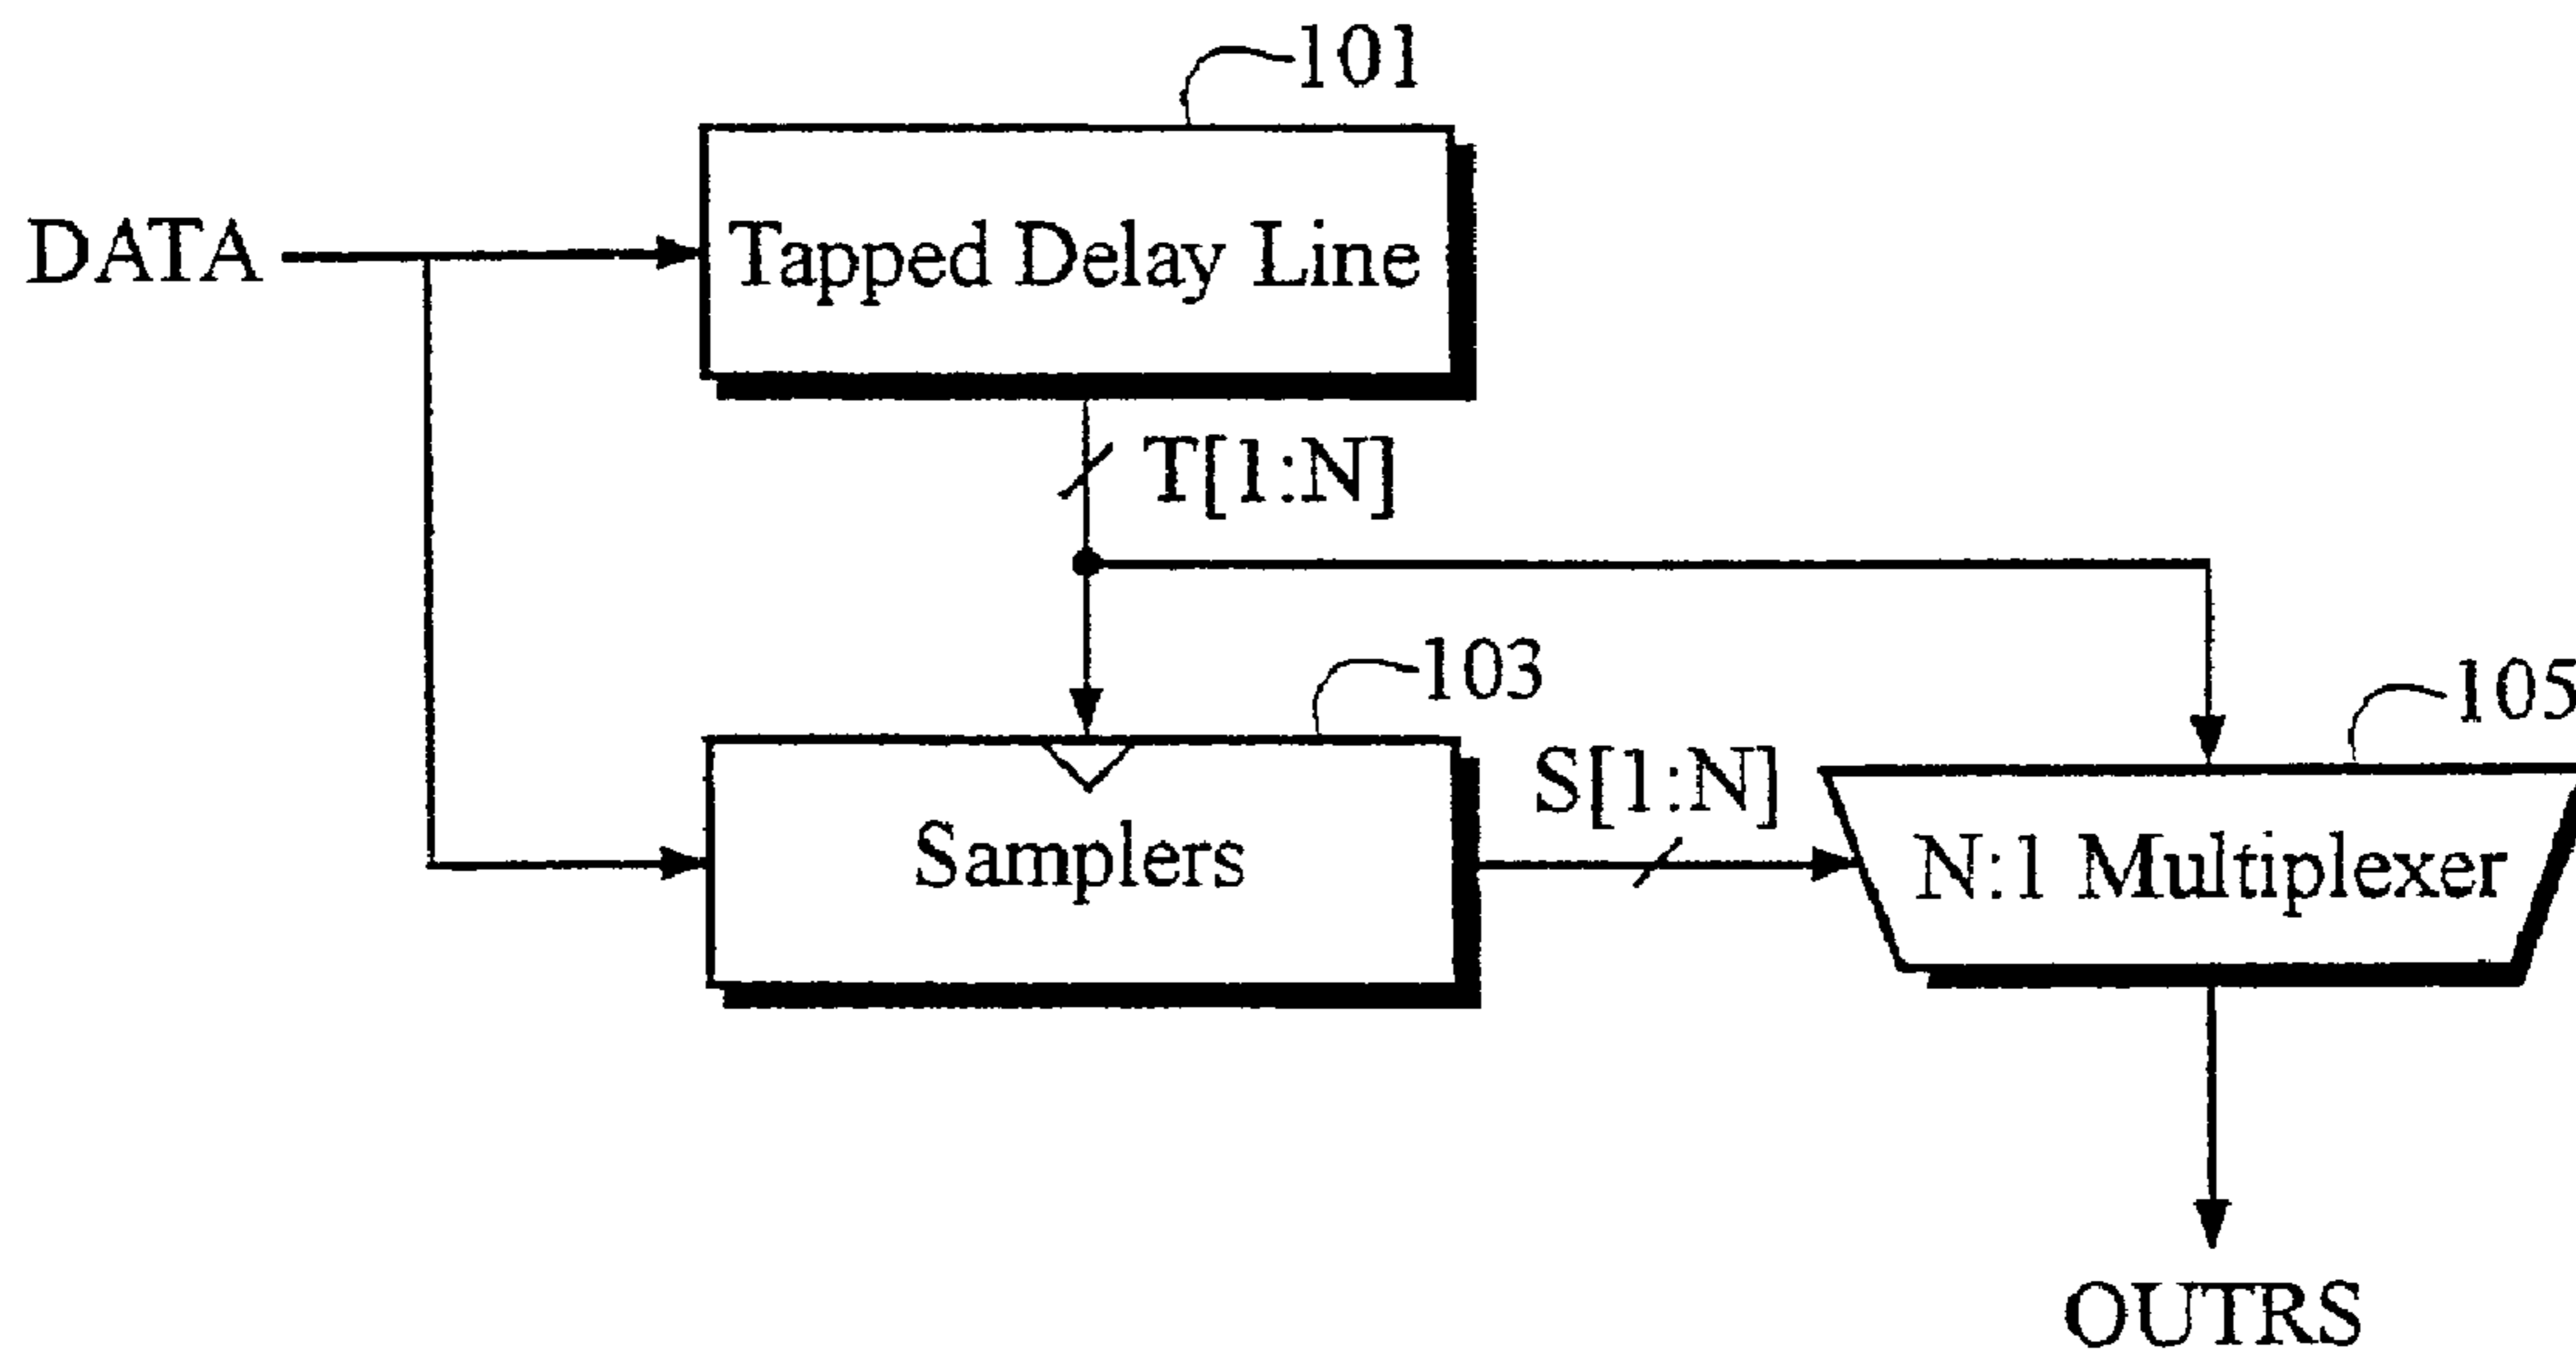 101
DATA
Tapped Delay Line
T[1:N]
103
105
S[1:N]
Samplers
N:1 Multiplexer
OUTRS